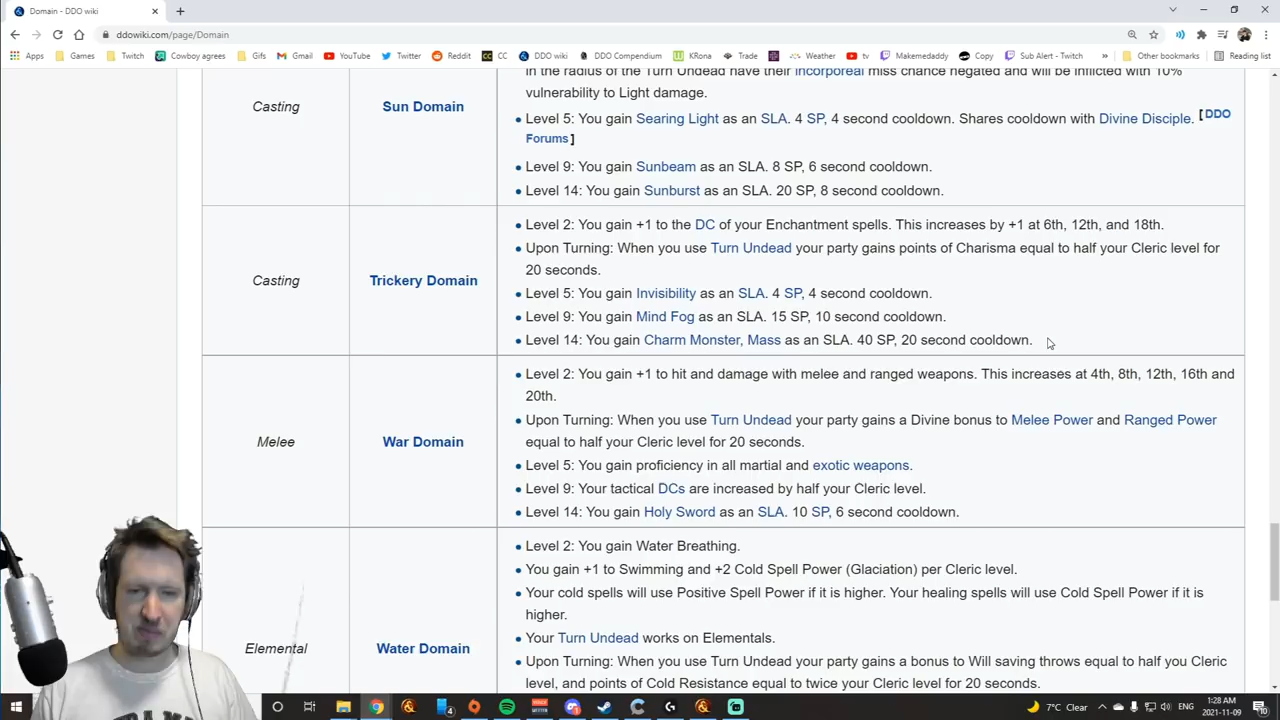 Domain - DDO wiki
ddowiki.com/page/Domain
Apps Games Twitch Cowboy agrees Gifs Gmail YouTube Twitter Reddit CC DDO wiki DDO Compendium KRona Trade Weather tv Makemedaddy Copy Sub Alert - Twitch » Other bookmarks Reading list
in the radius of the Turn Undead have their incorporeal miss chance negated and will be inflicted with 10%
vulnerability to Light damage.
Casting Sun Domain
• Level 5: You gain Searing Light as an SLA. 4 SP, 4 second cooldown. Shares cooldown with Divine Disciple. [DDO
Forums]
• Level 9: You gain Sunbeam as an SLA. 8 SP, 6 second cooldown.
• Level 14: You gain Sunburst as an SLA. 20 SP, 8 second cooldown.
• Level 2: You gain +1 to the DC of your Enchantment spells. This increases by +1 at 6th, 12th, and 18th.
• Upon Turning: When you use Turn Undead your party gains points of Charisma equal to half your Cleric level for
20 seconds.
Casting Trickery Domain
• Level 5: You gain Invisibility as an SLA. 4 SP, 4 second cooldown.
• Level 9: You gain Mind Fog as an SLA. 15 SP, 10 second cooldown.
• Level 14: You gain Charm Monster, Mass as an SLA. 40 SP, 20 second cooldown.
• Level 2: You gain +1 to hit and damage with melee and ranged weapons. This increases at 4th, 8th, 12th, 16th and
20th.
• Upon Turning: When you use Turn Undead your party gains a Divine bonus to Melee Power and Ranged Power
equal to half your Cleric level for 20 seconds.
Melee War Domain
• Level 5: You gain proficiency in all martial and exotic weapons.
• Level 9: Your tactical DCs are increased by half your Cleric level.
• Level 14: You gain Holy Sword as an SLA. 10 SP, 6 second cooldown.
• Level 2: You gain Water Breathing.
• You gain +1 to Swimming and +2 Cold Spell Power (Glaciation) per Cleric level.
• Your cold spells will use Positive Spell Power if it is higher. Your healing spells will use Cold Spell Power if it is
higher.
• Your Turn Undead works on Elementals.
Elemental Water Domain
• Upon Turning: When you use Turn Undead your party gains a bonus to Will saving throws equal to half you Cleric
level, and points of Cold Resistance equal to twice your Cleric level for 20 seconds.
7°C Clear ENG 1:28 AM
2021-11-09